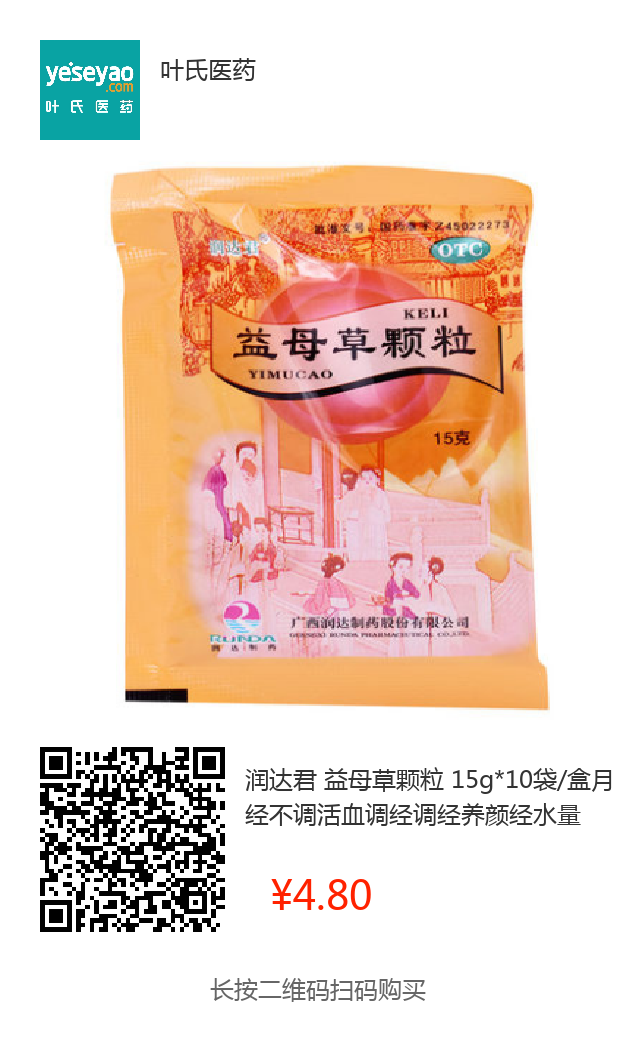 yeseyao
.com
叶氏医药
叶氏医药
润达君®
批准文号：国药准字Z45022273
OTC
KELI
益母草颗粒
YIMUCAO
15克
RUNDA
润达制药
广西润达制药股份有限公司
GUANGXI RUNDA PHARMACEUTICAL CO.,LTD.
润达君 益母草颗粒 15g*10袋/盒月
经不调活血调经调经养颜经水量
¥4.80
长按二维码扫码购买